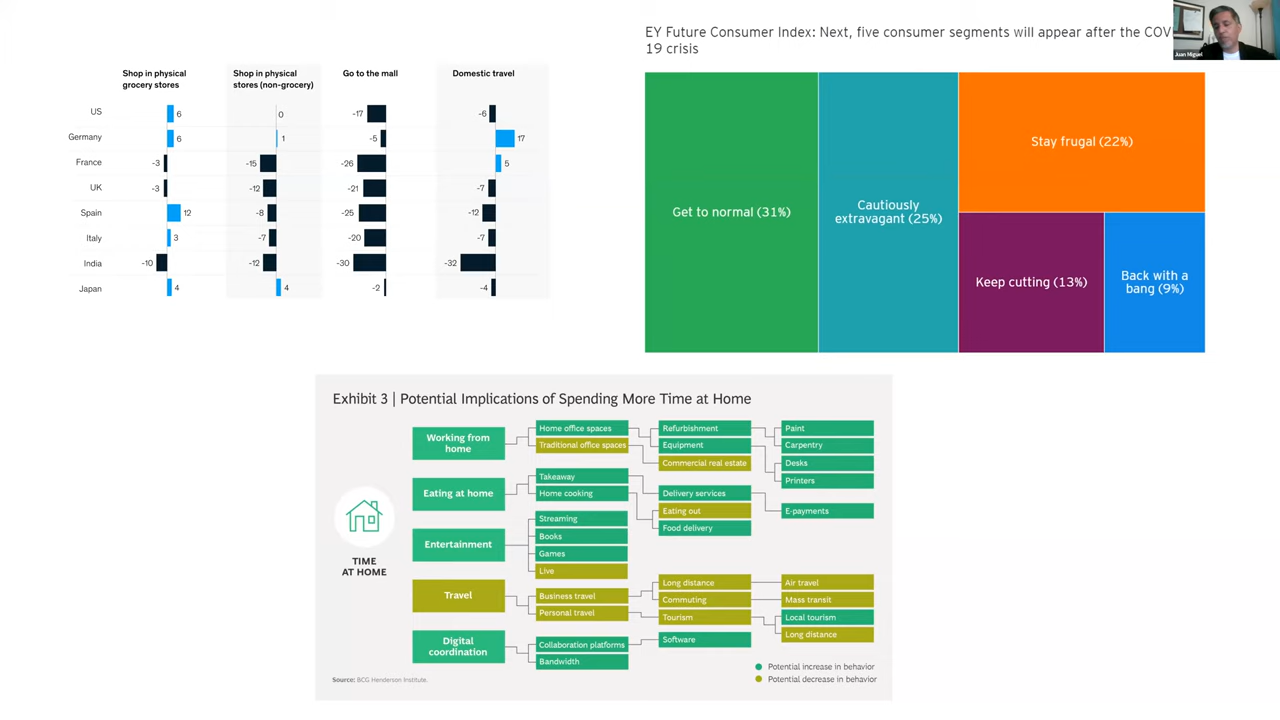 Shop in physical
grocery stores
Shop in physical
stores (non-grocery)
Go to the mall
Domestic travel
US 6 0 -17 -6
Germany 6 1 -5 17
France -3 -15 -26 5
UK -3 -12 -21 -7
Spain 12 -8 -25 -12
Italy 3 -7 -20 -7
India -10 -12 -30 -32
Japan 4 4 -2 -4
EY Future Consumer Index: Next, five consumer segments will appear after the COV
19 crisis
Juan Miguel
Get to normal (31%)
Cautiously
extravagant (25%)
Stay frugal (22%)
Keep cutting (13%)
Back with a
bang (9%)
Exhibit 3 | Potential Implications of Spending More Time at Home
TIME
AT HOME
Working from
home
Home office spaces
Traditional office spaces
Refurbishment
Equipment
Commercial real estate
Paint
Carpentry
Desks
Printers
Eating at home
Takeaway
Home cooking
Delivery services
Eating out
Food delivery
E-payments
Entertainment
Streaming
Books
Games
Live
Travel
Business travel
Personal travel
Long distance
Commuting
Tourism
Air travel
Mass transit
Local tourism
Long distance
Digital
coordination
Collaboration platforms
Bandwidth
Software
Potential increase in behavior
Potential decrease in behavior
Source: BCG Henderson Institute.